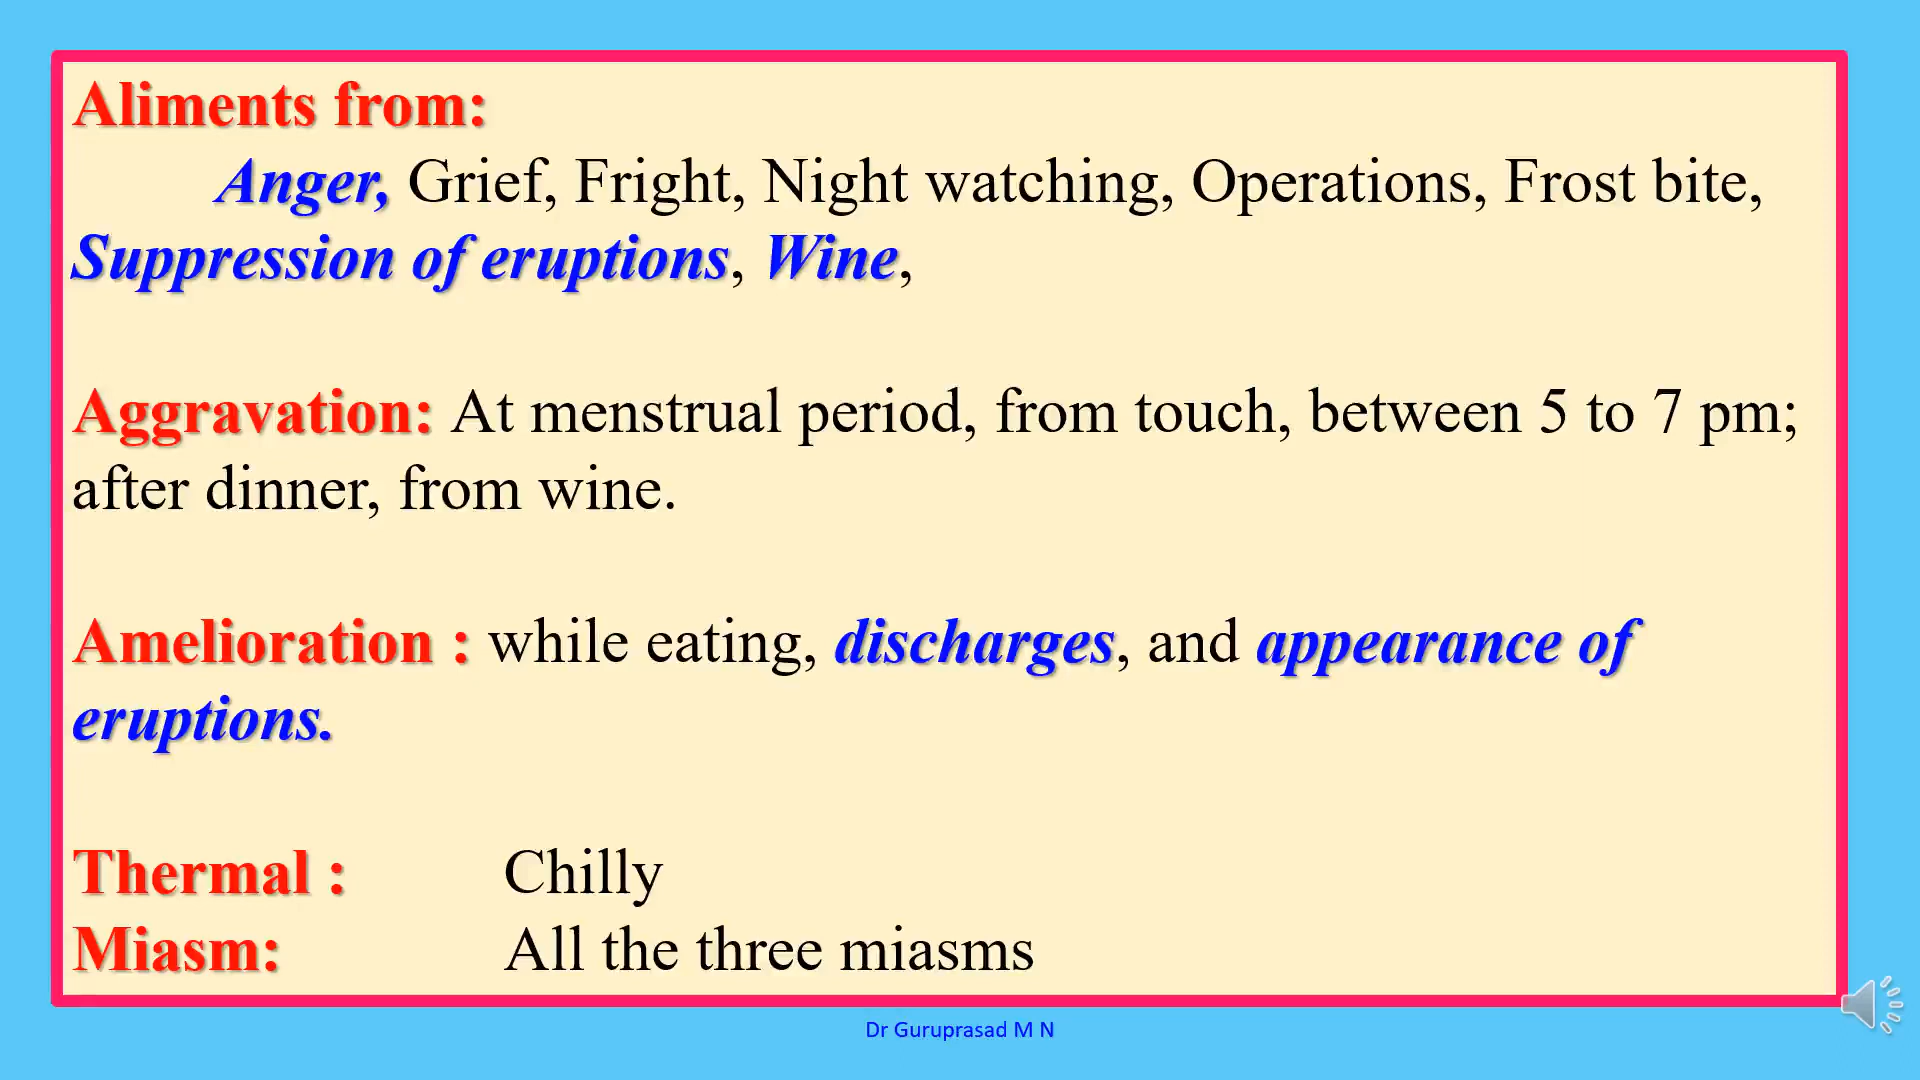 Aliments from:
Anger, Grief, Fright, Night watching, Operations, Frost bite,
Suppression of eruptions, Wine,
Aggravation: At menstrual period, from touch, between 5 to 7 pm;
after dinner, from wine.
Amelioration : while eating, discharges, and appearance of
eruptions.
Thermal : Chilly
Miasm: All the three miasms
Dr Guruprasad M N